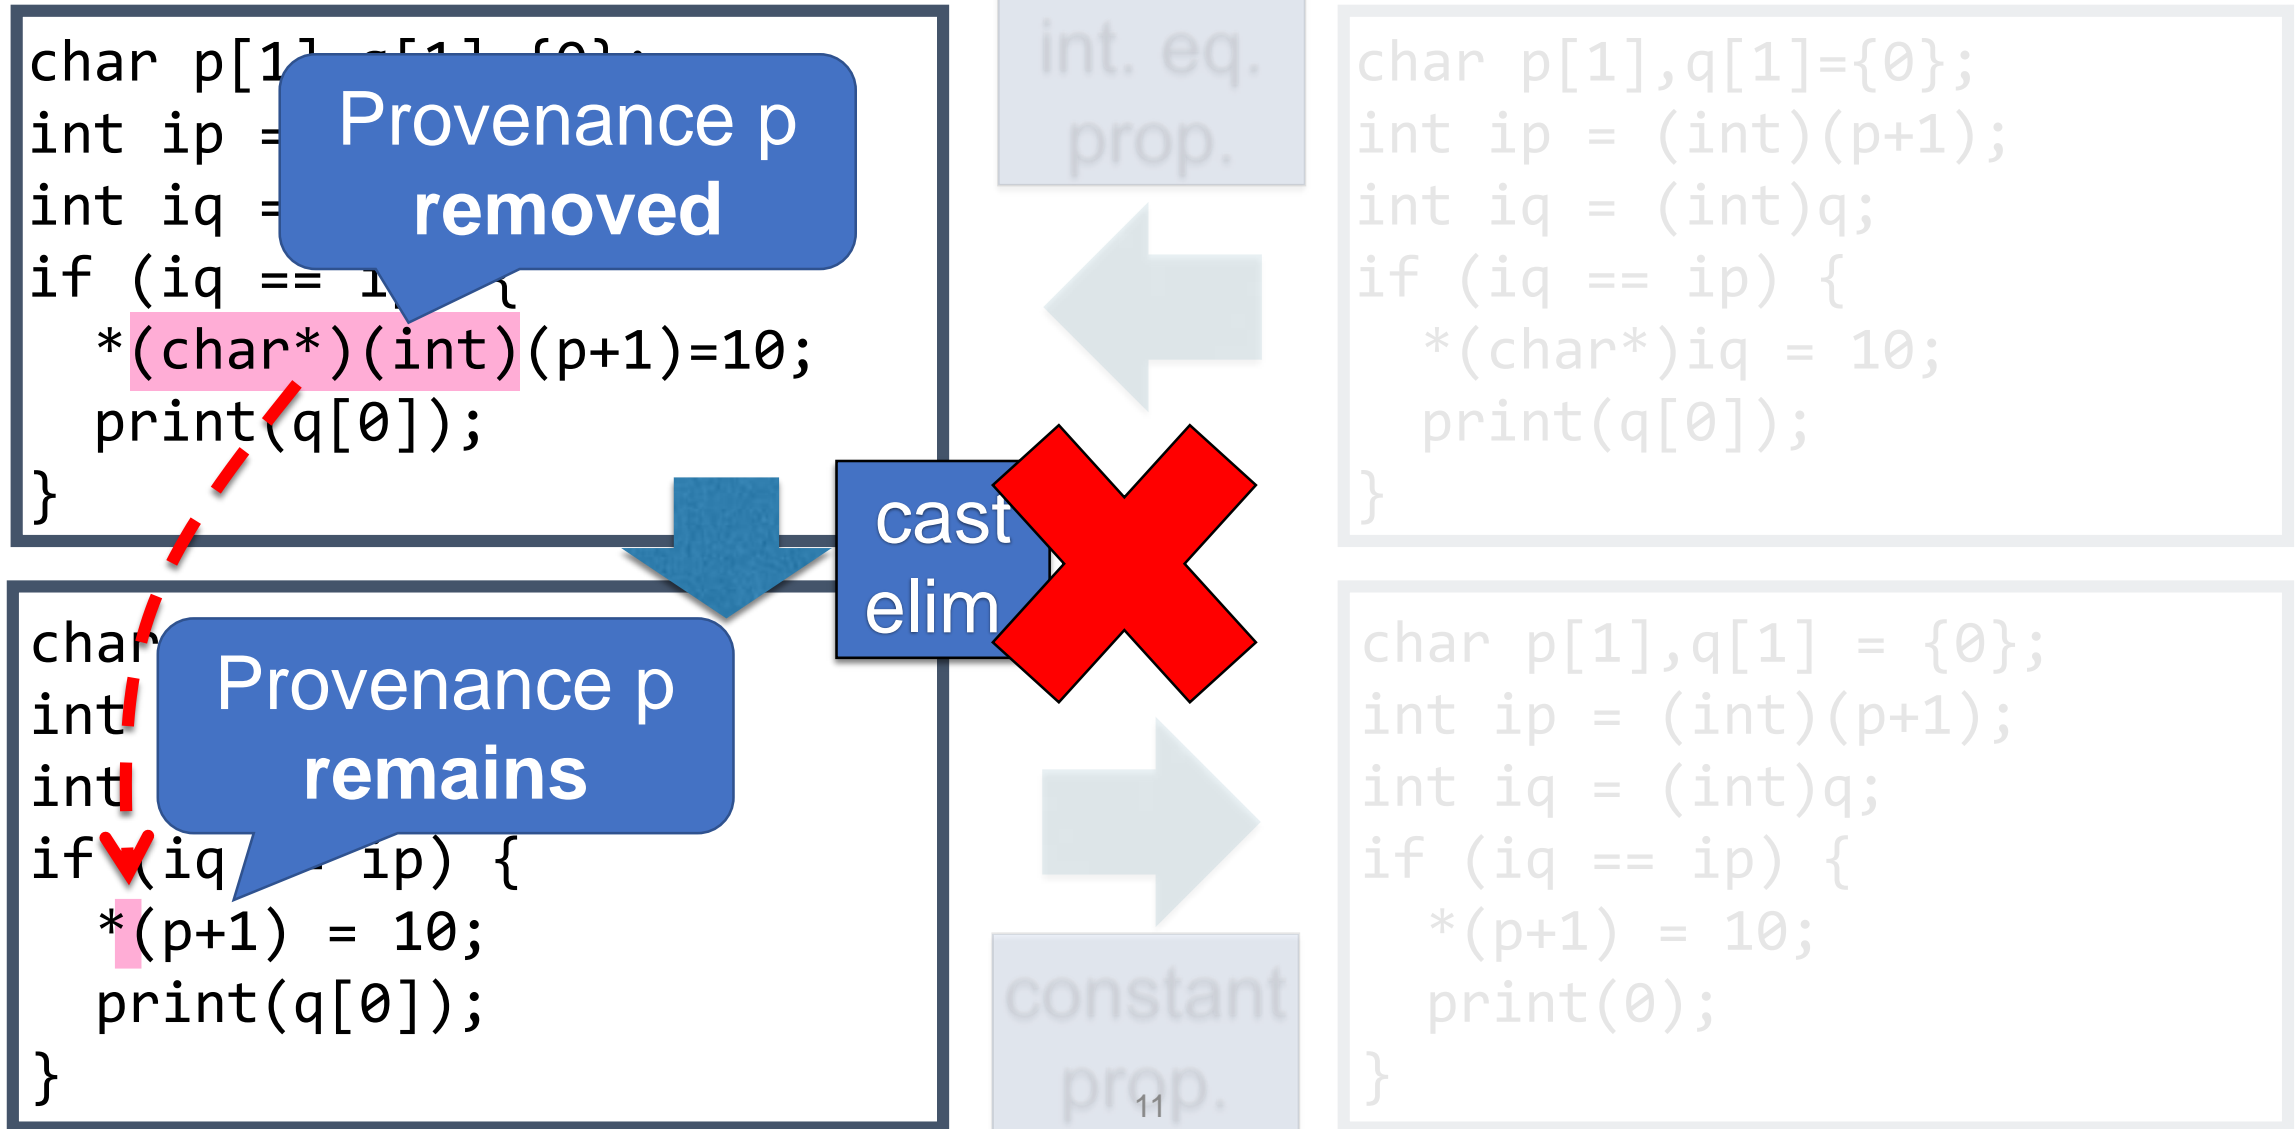 char p[1],q[1]={0};
int ip =
int iq =
if (iq == ip) {
*(char*)(int)(p+1)=10;
print(q[0]);
}
Provenance p
removed
int. eq.
prop.
char p[1],q[1]={0};
int ip = (int)(p+1);
int iq = (int)q;
if (iq == ip) {
*(char*)iq = 10;
print(q[0]);
}
cast
elim
char
int
int
if (iq == ip) {
*(p+1) = 10;
print(q[0]);
}
Provenance p
remains
constant
prop.
char p[1],q[1] = {0};
int ip = (int)(p+1);
int iq = (int)q;
if (iq == ip) {
*(p+1) = 10;
print(0);
}
11